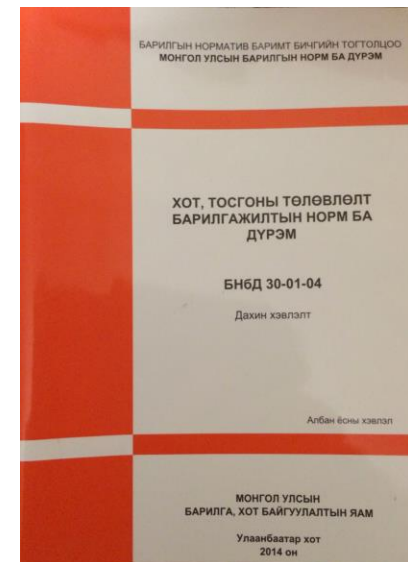 БАРИЛГЫН НОРМАТИВ БАРИМТ БИЧГИЙН ТОГТОЛЦОО
МОНГОЛ УЛСЫН БАРИЛГЫН НОРМ БА ДҮРЭМ
ХОТ, ТОСГОНЫ ТӨЛӨВЛӨЛТ
БАРИЛГАЖИЛТЫН НОРМ БА
ДҮРЭМ
БНбД 30-01-04
Дахин хэвлэлт
Албан ёсны хэвлэл
МОНГОЛ УЛСЫН
БАРИЛГА, ХОТ БАЙГУУЛАЛТЫН ЯАМ
Улаанбаатар хот
2014 он